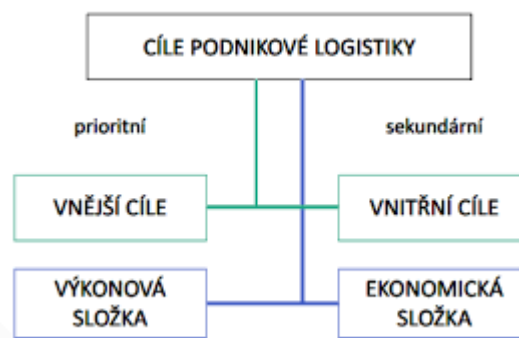 CÍLE PODNIKOVÉ LOGISTIKY
prioritní
sekundární
VNĚJŠÍ CÍLE
VNITŘNÍ CÍLE
VÝKONOVÁ
SLOŽKA
EKONOMICKÁ
SLOŽKA